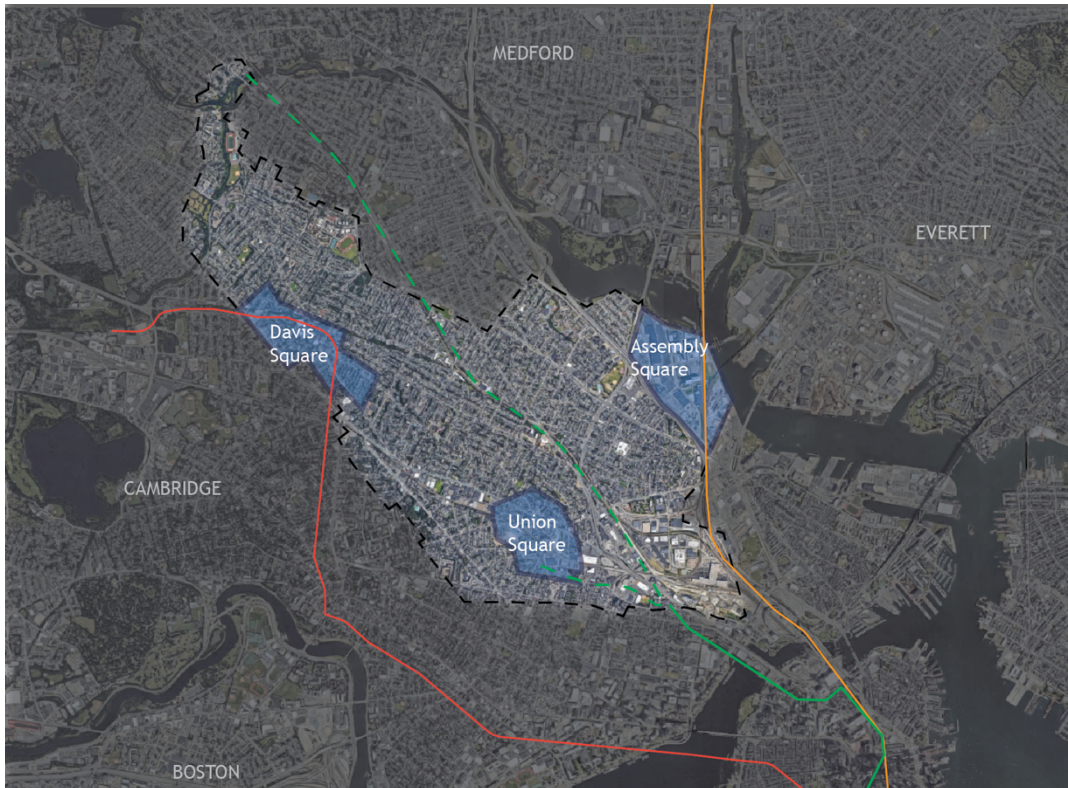 MEDFORD
EVERETT
Davis
Square
Assembly
Square
CAMBRIDGE
Union
Square
BOSTON